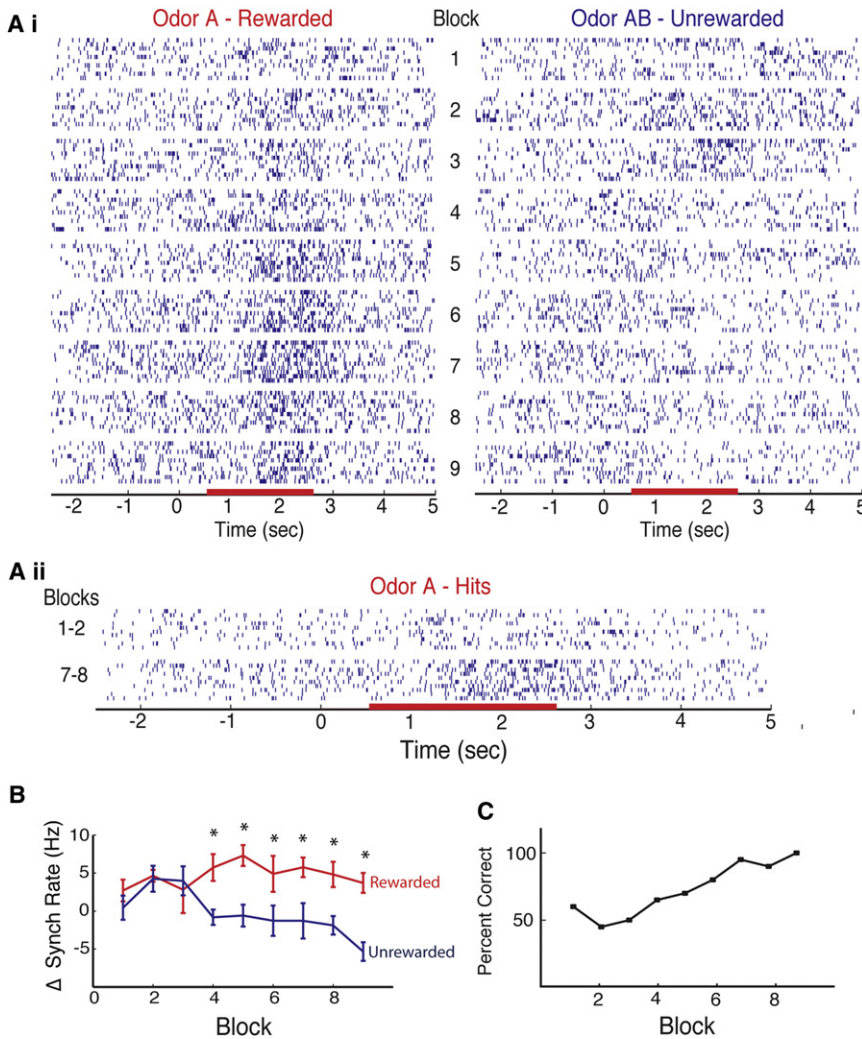 A i
Odor A - Rewarded
Block
Odor AB - Unrewarded
1
2
3
4
5
6
7
8
9
-2 -1 0 1 2 3 4 5
Time (sec)
-2 -1 0 1 2 3 4 5
Time (sec)
A ii
Odor A - Hits
Blocks
1-2
7-8
-2 -1 0 1 2 3 4 5
Time (sec)
B
Δ Synch Rate (Hz)
10
5
0
-5
* * * * * *
Rewarded
Unrewarded
0 2 4 6 8
Block
C
Percent Correct
100
50
2 4 6 8
Block